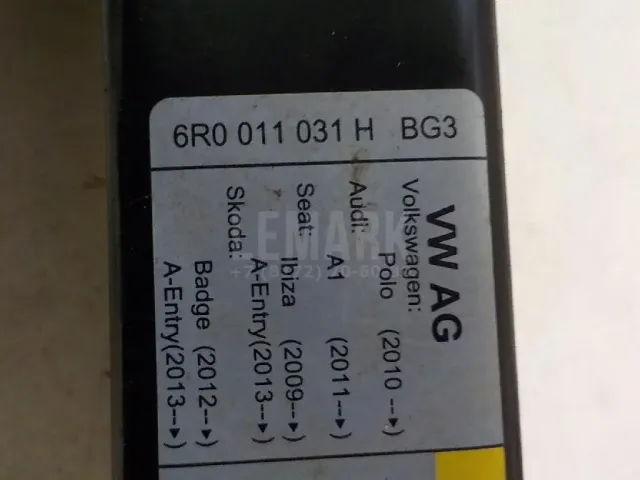 6R0 011 031 H BG3
VW AG
Volkswagen: Polo (2010 -->)
Audi: A1 (2011-->)
Seat: Ibiza (2009-->)
A-Entry(2013-->)
Skoda: Badge (2012-->)
A-Entry(2013-->)
LEMARK